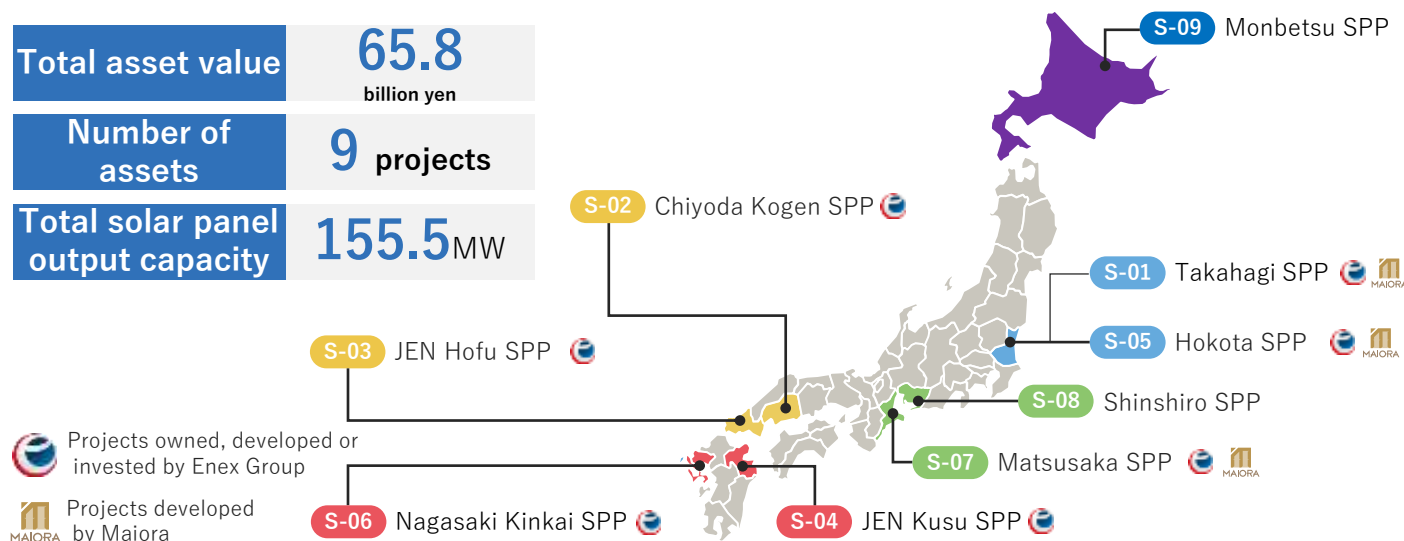 Total asset value
65.8
billion yen
Number of
assets
9 projects
Total solar panel
output capacity
155.5MW
S-09 Monbetsu SPP
S-02 Chiyoda Kogen SPP
S-01 Takahagi SPP
MAIORA
S-03 JEN Hofu SPP
S-05 Hokota SPP
MAIORA
S-08 Shinshiro SPP
Projects owned, developed or
invested by Enex Group
S-07 Matsusaka SPP
MAIORA
Projects developed
by Maiora
MAIORA
S-06 Nagasaki Kinkai SPP
S-04 JEN Kusu SPP